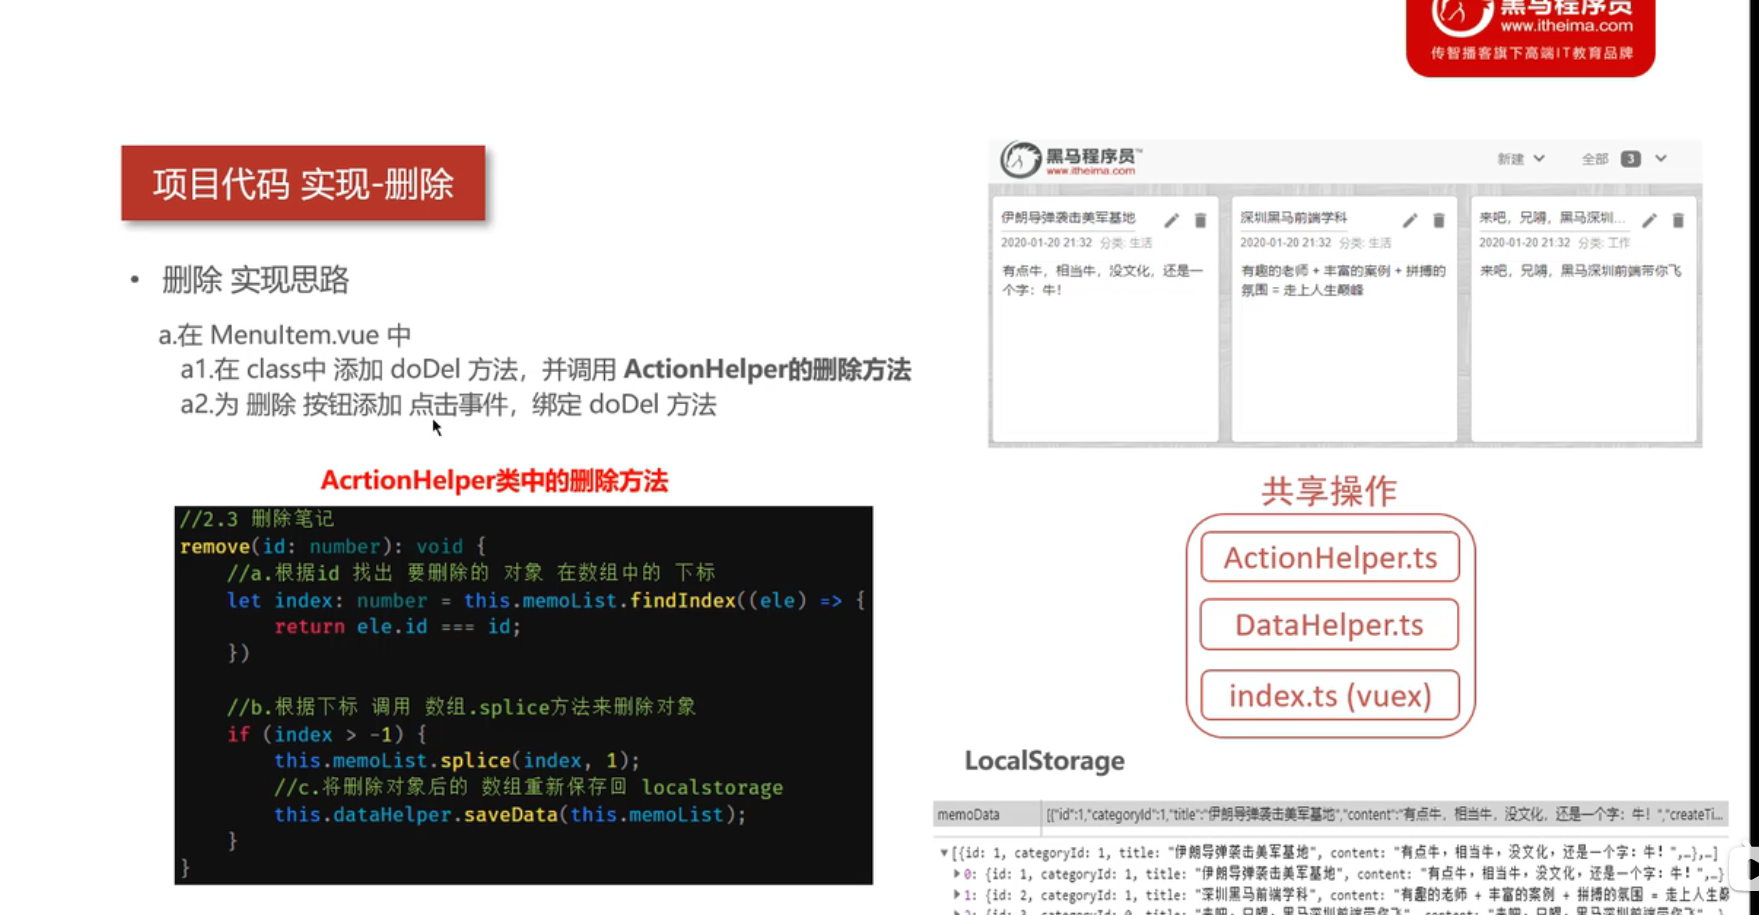 黑马程序员
www.itheima.com
传智播客旗下高端IT教育品牌
项目代码 实现-删除
• 删除 实现思路
a.在 MenuItem.vue 中
a1.在 class中 添加 doDel 方法，并调用 ActionHelper的删除方法
a2.为 删除 按钮添加 点击事件，绑定 doDel 方法
AcrtionHelper类中的删除方法
//2.3 删除笔记
remove(id: number): void {
//a.根据id 找出 要删除的 对象 在数组中的 下标
let index: number = this.memoList.findIndex((ele) => {
return ele.id === id;
})
//b.根据下标 调用 数组.splice方法来删除对象
if (index > -1) {
this.memoList.splice(index, 1);
//c.将删除对象后的 数组重新保存回 localstorage
this.dataHelper.saveData(this.memoList);
}
}
黑马程序员™
www.itheima.com
新建
全部 3
伊朗导弹袭击美军基地
2020-01-20 21:32 分类: 生活
有点牛，相当牛，没文化，还是一
个字：牛！
深圳黑马前端学科
2020-01-20 21:32 分类: 生活
有趣的老师 + 丰富的案例 + 拼搏的
氛围 = 走上人生巅峰
来吧，兄嘚，黑马深圳...
2020-01-20 21:32 分类: 工作
来吧，兄嘚，黑马深圳前端带你飞
共享操作
ActionHelper.ts
DataHelper.ts
index.ts (vuex)
LocalStorage
memoData [{"id":1,"categoryId":1,"title":"伊朗导弹袭击美军基地","content":"有点牛，相当牛，没文化，还是一个字：牛！","createTi...
▼[{id: 1, categoryId: 1, title: "伊朗导弹袭击美军基地", content: "有点牛，相当牛，没文化，还是一个字：牛！",…},…]
▶0: {id: 1, categoryId: 1, title: "伊朗导弹袭击美军基地", content: "有点牛，相当牛，没文化，还是一个字：牛！",…}
▶1: {id: 2, categoryId: 1, title: "深圳黑马前端学科", content: "有趣的老师 + 丰富的案例 + 拼搏的氛围 = 走上人生巅